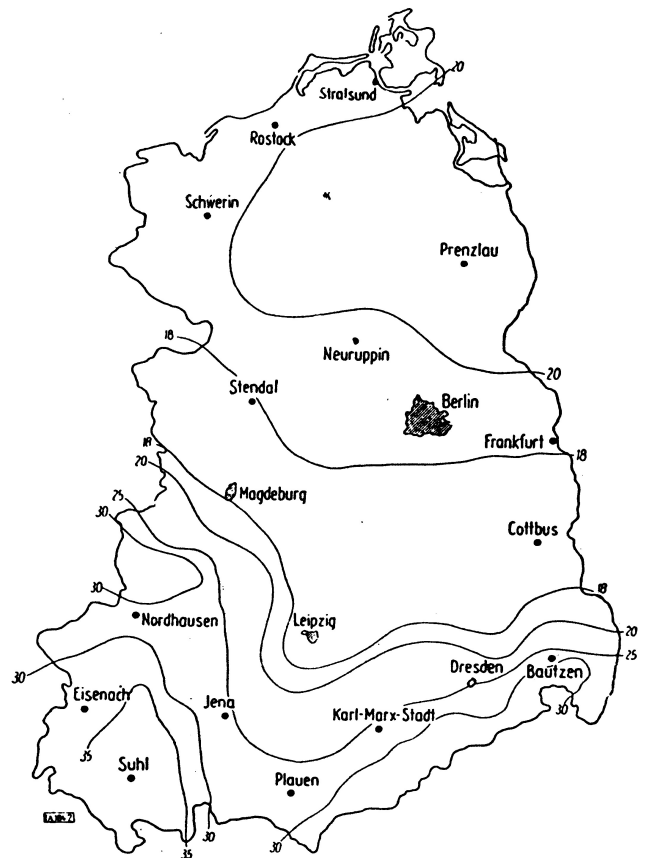 20
Stralsund
Rostock
Schwerin
Prenzlau
18
Neuruppin
20
Stendal
Berlin
Frankfurt
18
18
20
Magdeburg
25
30
Cottbus
30
18
Nordhausen
Leipzig
20
25
30
Dresden
Bautzen
Eisenach
Jena
Karl-Marx-Stadt
30
35
Suhl
Plauen
30
30
35